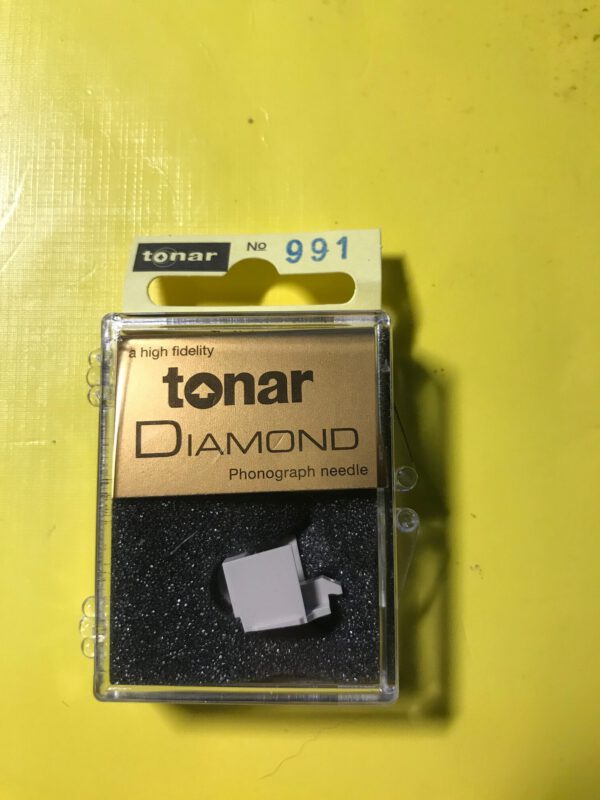 tonar No 991
a high fidelity
tonar
DIAMOND
Phonograph needle